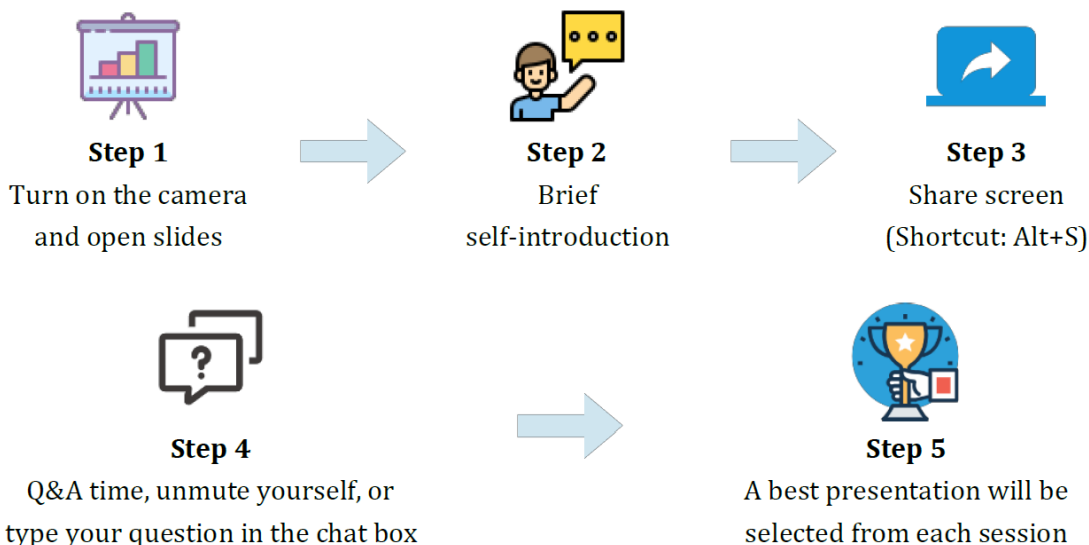 Step 1
Turn on the camera
and open slides
Step 2
Brief
self-introduction
Step 3
Share screen
(Shortcut: Alt+S)
Step 4
Q&A time, unmute yourself, or
type your question in the chat box
Step 5
A best presentation will be
selected from each session